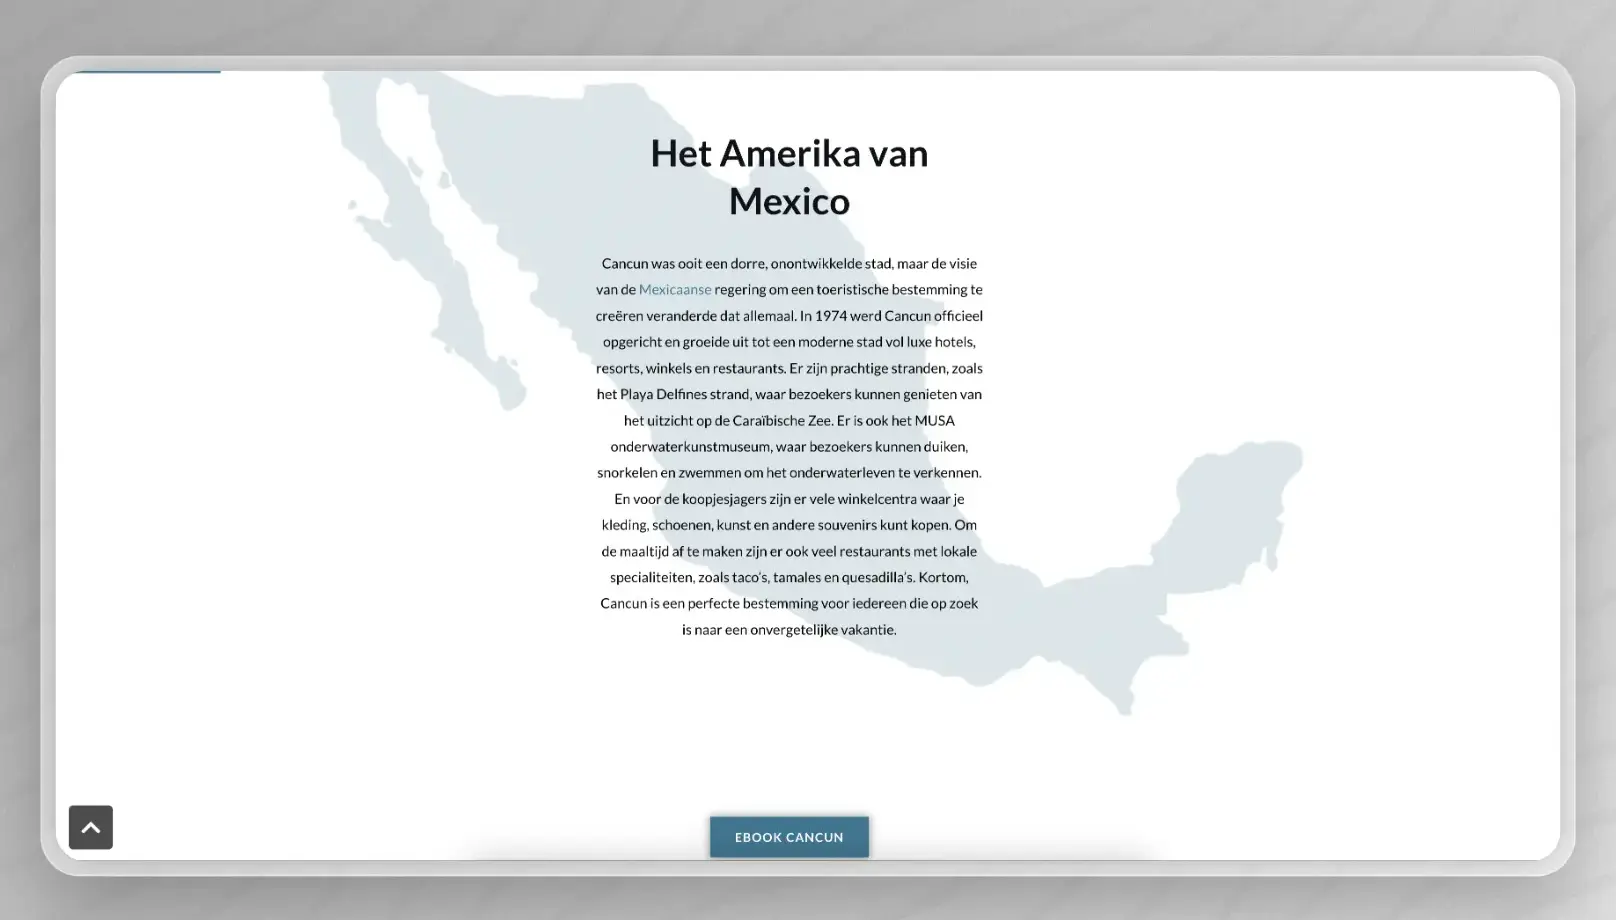 Het Amerika van
Mexico
Cancun was ooit een dorre, onontwikkelde stad, maar de visie
van de Mexicaanse regering om een toeristische bestemming te
creëren veranderde dat allemaal. In 1974 werd Cancun officieel
opgericht en groeide uit tot een moderne stad vol luxe hotels,
resorts, winkels en restaurants. Er zijn prachtige stranden, zoals
het Playa Delfines strand, waar bezoekers kunnen genieten van
het uitzicht op de Caraïbische Zee. Er is ook het MUSA
onderwaterkunstmuseum, waar bezoekers kunnen duiken,
snorkelen en zwemmen om het onderwaterleven te verkennen.
En voor de koopjesjagers zijn er vele winkelcentra waar je
kleding, schoenen, kunst en andere souvenirs kunt kopen. Om
de maaltijd af te maken zijn er ook veel restaurants met lokale
specialiteiten, zoals taco's, tamales en quesadilla's. Kortom,
Cancun is een perfecte bestemming voor iedereen die op zoek
is naar een onvergetelijke vakantie.
EBOOK CANCUN